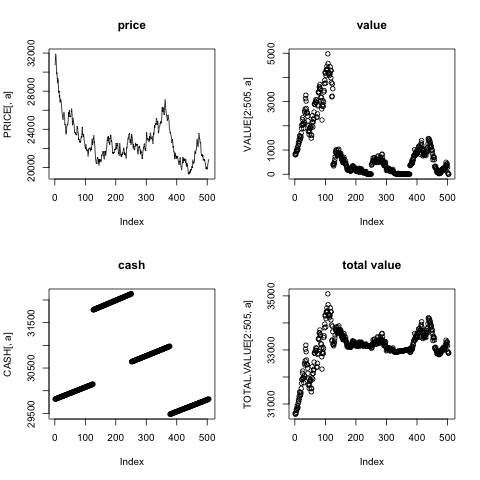 price
PRICE[, a]
20000 22000 24000 28000 32000
0 100 200 300 400 500
Index
value
VALUE[2:505, a]
0 1000 3000 5000
0 100 200 300 400 500
Index
cash
CASH[, a]
29500 30500 31500
0 100 200 300 400 500
Index
total value
TOTAL.VALUE[2:505, a]
31000 33000 35000
0 100 200 300 400 500
Index